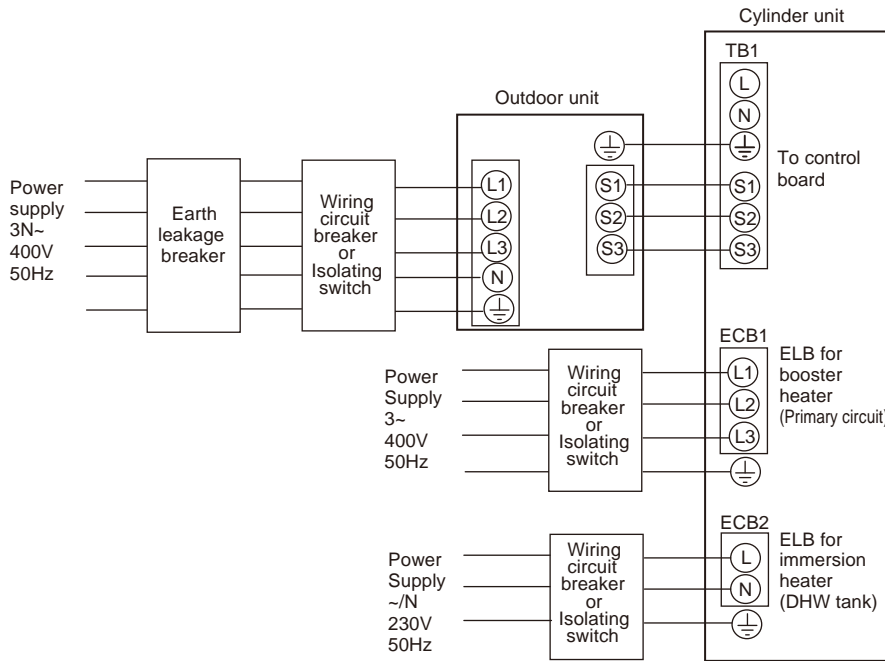 Cylinder unit
TB1
L
N
To control
board
S1
S2
S3
Outdoor unit
L1
L2
L3
N
S1
S2
S3
Power
supply
3N~
400V
50Hz
Earth
leakage
breaker
Wiring
circuit
breaker
or
Isolating
switch
ECB1
L1
L2
L3
ELB for
booster
heater
(Primary circuit)
Power
Supply
3~
400V
50Hz
Wiring
circuit
breaker
or
Isolating
switch
ECB2
L
N
ELB for
immersion
heater
(DHW tank)
Power
Supply
~/N
230V
50Hz
Wiring
circuit
breaker
or
Isolating
switch